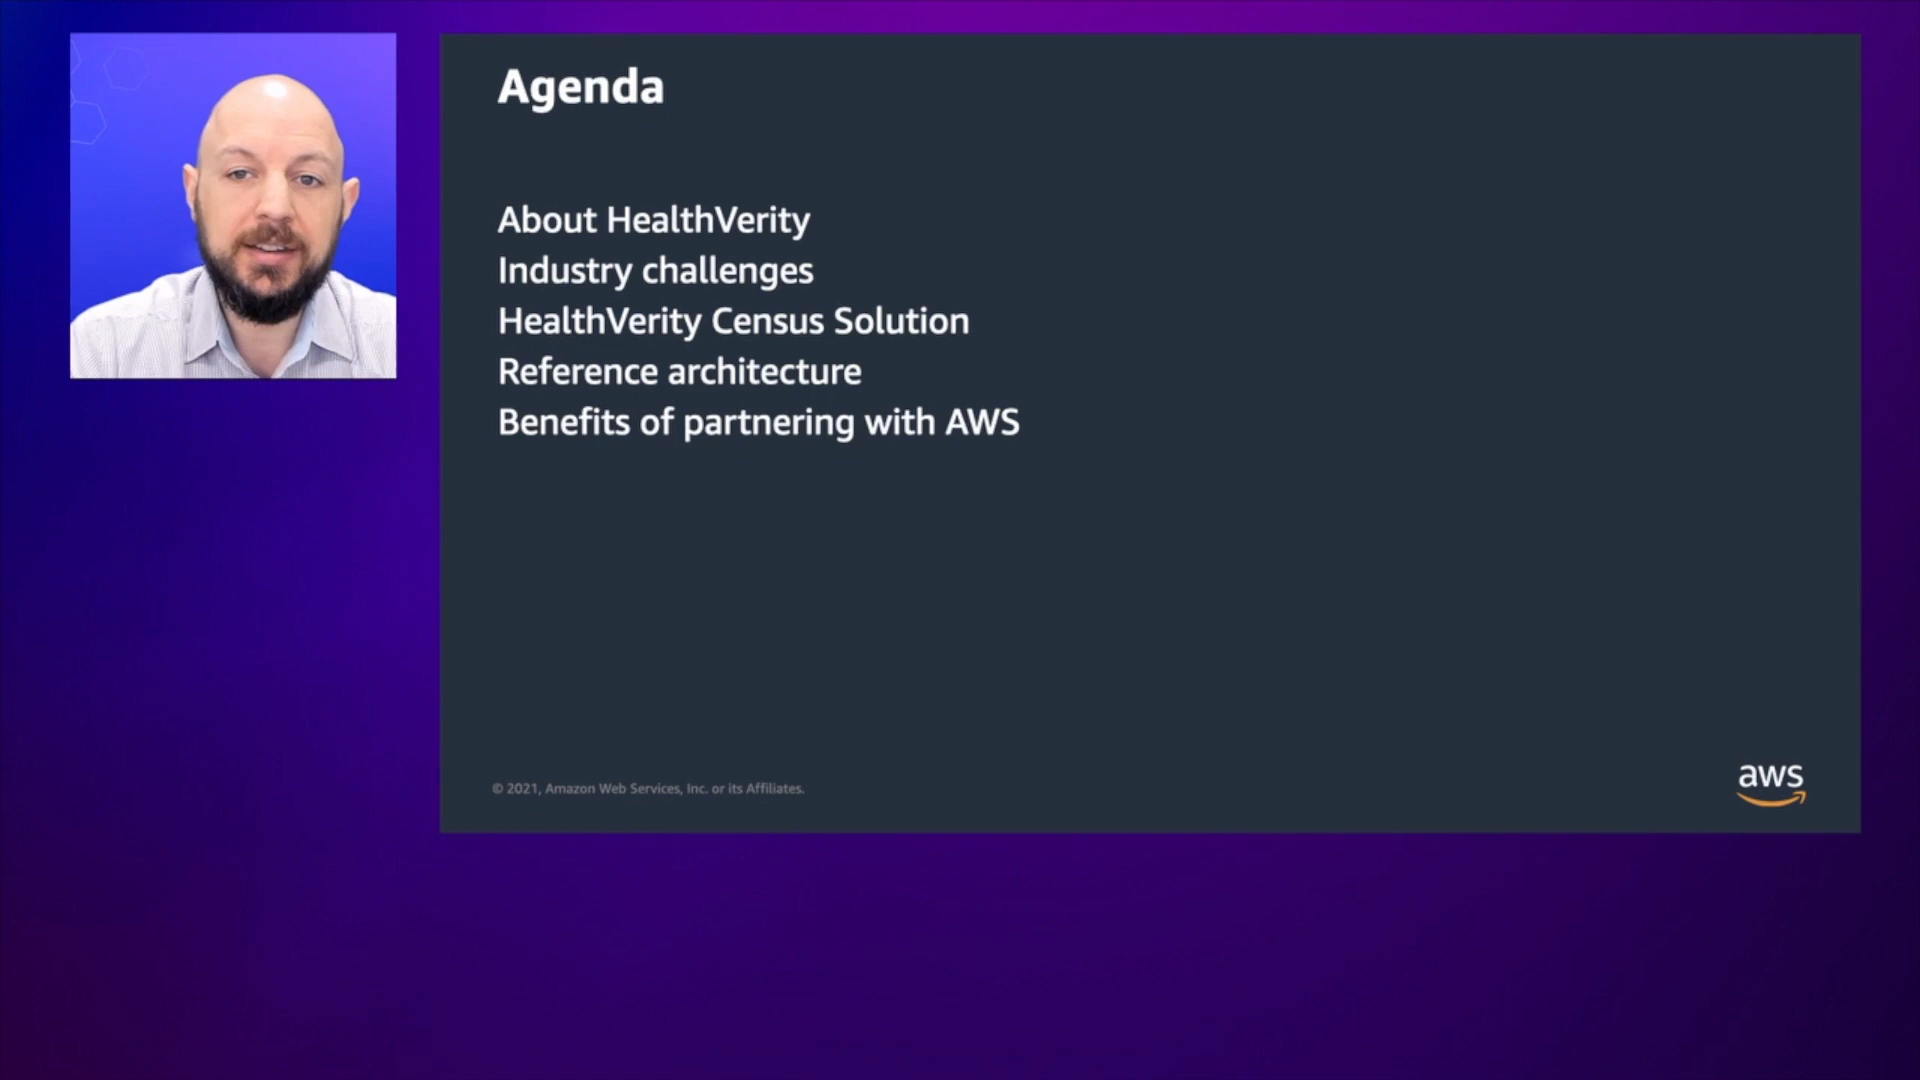 Agenda
About HealthVerity
Industry challenges
HealthVerity Census Solution
Reference architecture
Benefits of partnering with AWS
© 2021, Amazon Web Services, Inc. or its Affiliates.
aws